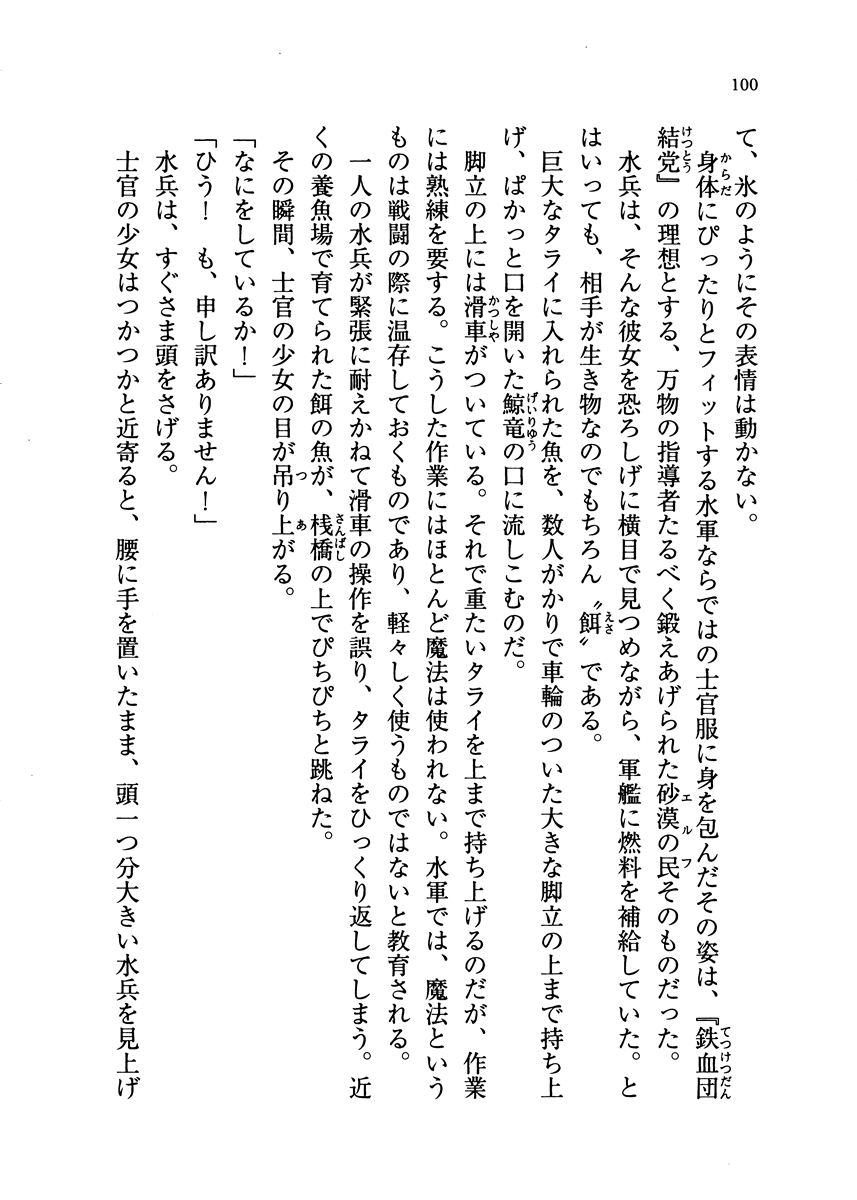 100
て、氷のようにその表情は動かない。
　身体にぴったりとフィットする水軍ならではの士官服に身を包んだその姿は、『鉄血団
結党』の理想とする、万物の指導者たるべく鍛えあげられた砂漠の民そのものだった。
　水兵は、そんな彼女を恐ろしげに横目で見つめながら、軍艦に燃料を補給していた。と
はいっても、相手が生き物なのでもちろん〝餌〟である。
　巨大なタライに入れられた魚を、数人がかりで車輪のついた大きな脚立の上まで持ち上
げ、ぱかっと口を開いた鯨竜の口に流しこむのだ。
　脚立の上には滑車がついている。それで重たいタライを上まで持ち上げるのだが、作業
には熟練を要する。こうした作業にはほとんど魔法は使われない。水軍では、魔法という
ものは戦闘の際に温存しておくものであり、軽々しく使うものではないと教育される。
　一人の水兵が緊張に耐えかねて滑車の操作を誤り、タライをひっくり返してしまう。近
くの養魚場で育てられた餌の魚が、桟橋の上でぴちぴちと跳ねた。
　その瞬間、士官の少女の目が吊り上がる。
「なにをしているか！」
「ひう！　も、申し訳ありません！」
　水兵は、すぐさま頭をさげる。
　士官の少女はつかつかと近寄ると、腰に手を置いたまま、頭一つ分大きい水兵を見上げ